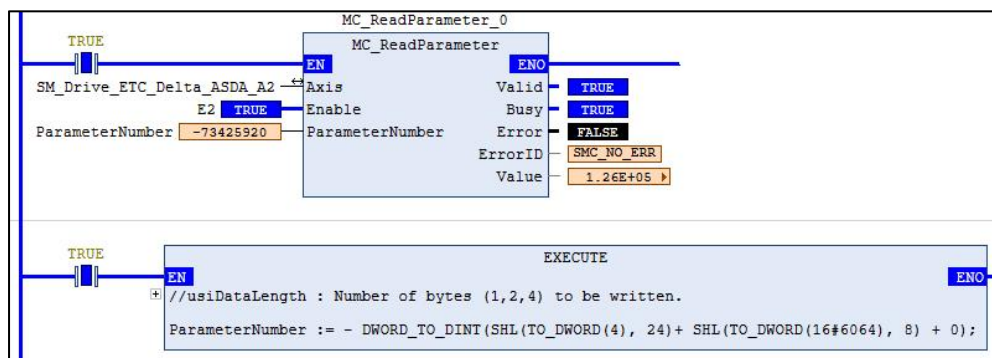 MC_ReadParameter_0
TRUE
MC_ReadParameter
EN ENO
SM_Drive_ETC_Delta_ASDA_A2 Axis Valid TRUE
E2 TRUE Enable Busy TRUE
ParameterNumber -73425920 ParameterNumber Error FALSE
ErrorID SMC_NO_ERR
Value 1.26E+05
TRUE
EXECUTE
EN ENO
//usiDataLength : Number of bytes (1,2,4) to be written.
ParameterNumber := - DWORD_TO_DINT(SHL(TO_DWORD(4), 24)+ SHL(TO_DWORD(16#6064), 8) + 0);